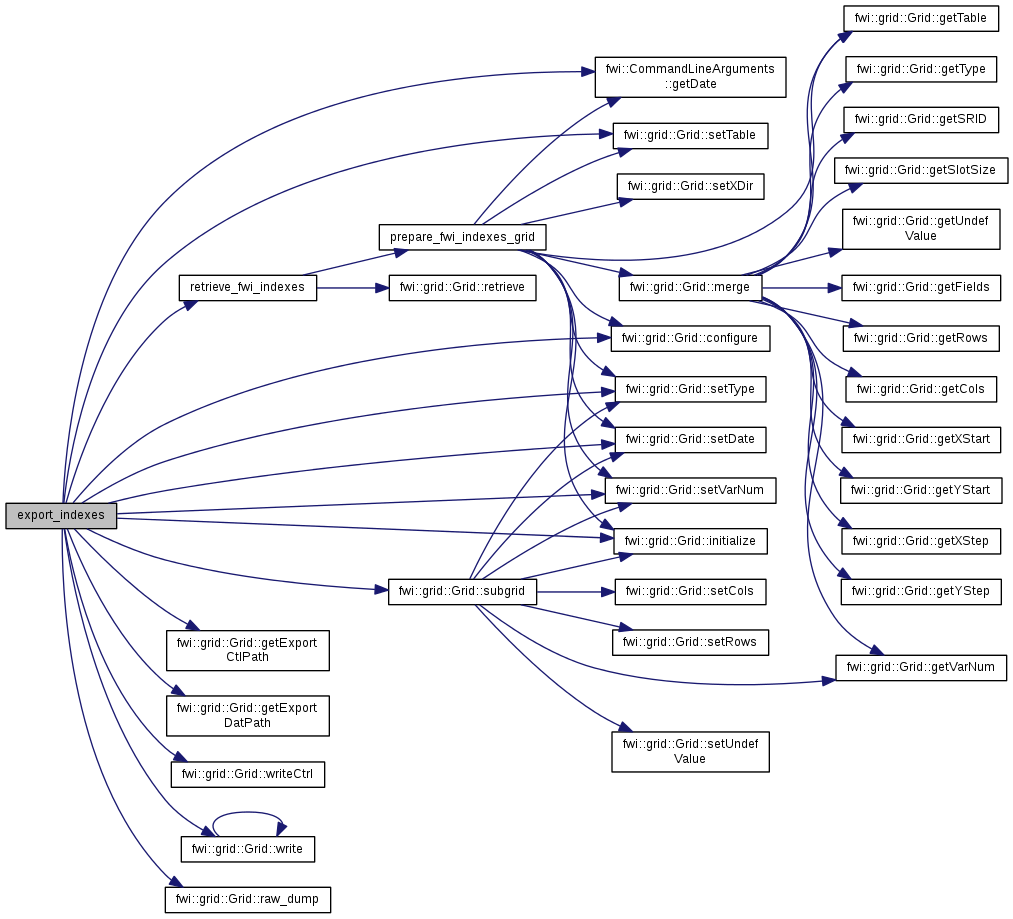 export_indexes
retrieve_fwi_indexes
fwi::grid::Grid::getExport
CtlPath
fwi::grid::Grid::getExport
DatPath
fwi::grid::Grid::writeCtrl
fwi::grid::Grid::write
fwi::grid::Grid::raw_dump
prepare_fwi_indexes_grid
fwi::grid::Grid::retrieve
fwi::grid::Grid::subgrid
fwi::CommandLineArguments
::getDate
fwi::grid::Grid::setTable
fwi::grid::Grid::setXDir
fwi::grid::Grid::merge
fwi::grid::Grid::configure
fwi::grid::Grid::setType
fwi::grid::Grid::setDate
fwi::grid::Grid::setVarNum
fwi::grid::Grid::initialize
fwi::grid::Grid::setCols
fwi::grid::Grid::setRows
fwi::grid::Grid::setUndef
Value
fwi::grid::Grid::getTable
fwi::grid::Grid::getType
fwi::grid::Grid::getSRID
fwi::grid::Grid::getSlotSize
fwi::grid::Grid::getUndef
Value
fwi::grid::Grid::getFields
fwi::grid::Grid::getRows
fwi::grid::Grid::getCols
fwi::grid::Grid::getXStart
fwi::grid::Grid::getYStart
fwi::grid::Grid::getXStep
fwi::grid::Grid::getYStep
fwi::grid::Grid::getVarNum